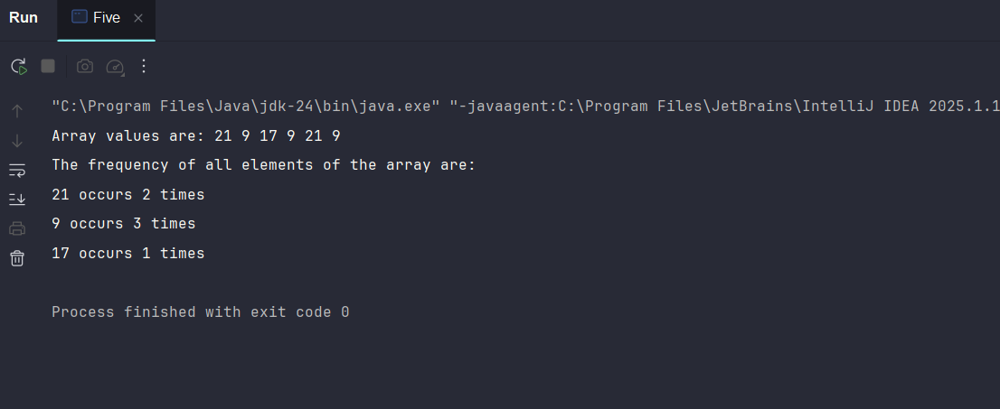 Run Five
"C:\Program Files\Java\jdk-24\bin\java.exe" "-javaagent:C:\Program Files\JetBrains\IntelliJ IDEA 2025.1.1
Array values are: 21 9 17 9 21 9
The frequency of all elements of the array are:
21 occurs 2 times
9 occurs 3 times
17 occurs 1 times
Process finished with exit code 0